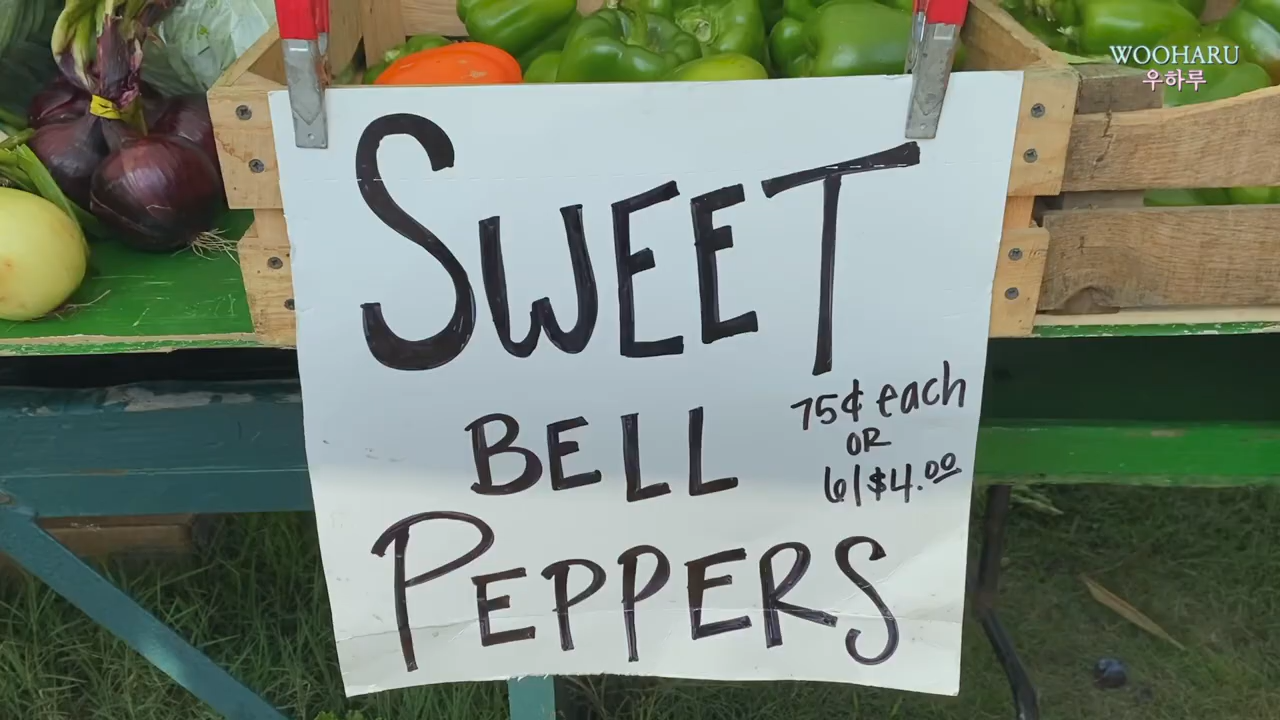 WOOHARU
우하루
SWEET
BELL
PEPPERS
75¢ each
OR
6/$4.00